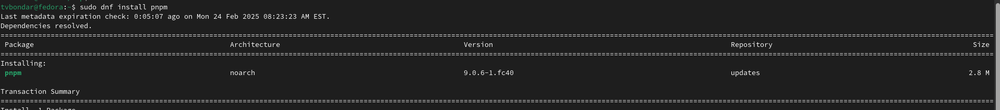 tvbondar@fedora:~$ sudo dnf install pnpm
Last metadata expiration check: 0:05:07 ago on Mon 24 Feb 2025 08:23:23 AM EST.
Dependencies resolved.
================================================================================
Package Architecture Version Repository Size
================================================================================
Installing:
pnpm noarch 9.0.6-1.fc40 updates 2.8 M
Transaction Summary
================================================================================
Install 1 Package